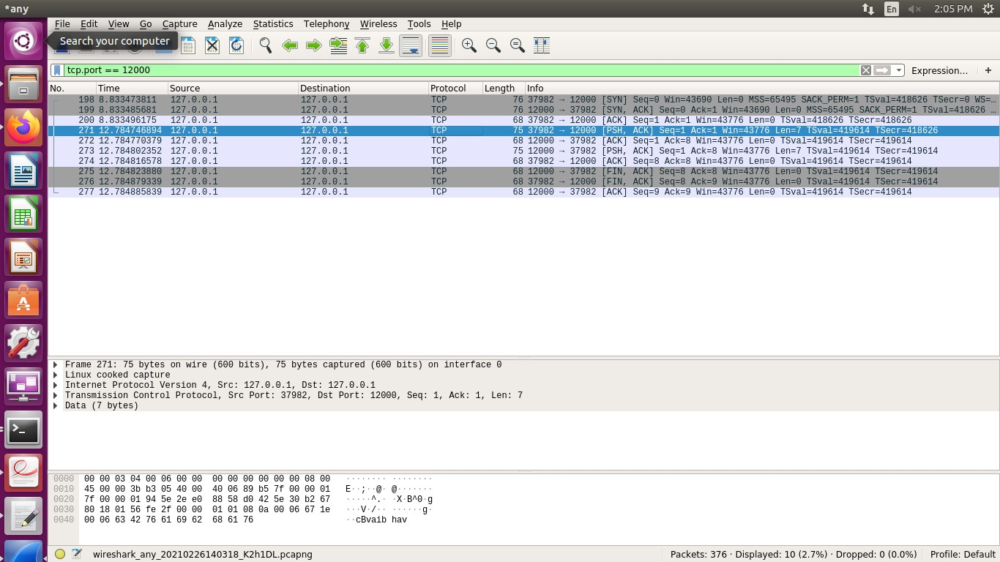 *any
En
2:05 PM
File Edit View Go Capture Analyze Statistics Telephony Wireless Tools Help
Search your computer
tcp.port == 12000
Expression…
+
No. Time Source Destination Protocol Length Info
198 8.833473811 127.0.0.1 127.0.0.1 TCP 76 37982 → 12000 [SYN] Seq=0 Win=43690 Len=0 MSS=65495 SACK_PERM=1 TSval=418626 TSecr=0 WS=…
199 8.833485681 127.0.0.1 127.0.0.1 TCP 76 12000 → 37982 [SYN, ACK] Seq=0 Ack=1 Win=43690 Len=0 MSS=65495 SACK_PERM=1 TSval=418626 …
200 8.833496175 127.0.0.1 127.0.0.1 TCP 68 37982 → 12000 [ACK] Seq=1 Ack=1 Win=43776 Len=0 TSval=418626 TSecr=418626
271 12.784746894 127.0.0.1 127.0.0.1 TCP 75 37982 → 12000 [PSH, ACK] Seq=1 Ack=1 Win=43776 Len=7 TSval=419614 TSecr=418626
272 12.784770379 127.0.0.1 127.0.0.1 TCP 68 12000 → 37982 [ACK] Seq=1 Ack=8 Win=43776 Len=0 TSval=419614 TSecr=419614
273 12.784802352 127.0.0.1 127.0.0.1 TCP 75 12000 → 37982 [PSH, ACK] Seq=1 Ack=8 Win=43776 Len=7 TSval=419614 TSecr=419614
274 12.784816578 127.0.0.1 127.0.0.1 TCP 68 37982 → 12000 [ACK] Seq=8 Ack=8 Win=43776 Len=0 TSval=419614 TSecr=419614
275 12.784823880 127.0.0.1 127.0.0.1 TCP 68 12000 → 37982 [FIN, ACK] Seq=8 Ack=8 Win=43776 Len=0 TSval=419614 TSecr=419614
276 12.784879339 127.0.0.1 127.0.0.1 TCP 68 37982 → 12000 [FIN, ACK] Seq=8 Ack=9 Win=43776 Len=0 TSval=419614 TSecr=419614
277 12.784885839 127.0.0.1 127.0.0.1 TCP 68 12000 → 37982 [ACK] Seq=9 Ack=9 Win=43776 Len=0 TSval=419614 TSecr=419614
Frame 271: 75 bytes on wire (600 bits), 75 bytes captured (600 bits) on interface 0
Linux cooked capture
Internet Protocol Version 4, Src: 127.0.0.1, Dst: 127.0.0.1
Transmission Control Protocol, Src Port: 37982, Dst Port: 12000, Seq: 1, Ack: 1, Len: 7
Data (7 bytes)
0000 00 00 03 04 00 06 00 00 00 00 00 00 00 00 08 00 ········ ········
0010 45 00 00 3b b3 05 40 00 40 06 89 b5 7f 00 00 01 E··;··@· @·······
0020 7f 00 00 01 94 5e 2e e0 88 58 d0 42 5e 30 b2 67 ·····^.· ·X·B^0·g
0030 80 18 01 56 fe 2f 00 00 01 01 08 0a 00 06 67 1e ···V·/·· ······g·
0040 00 06 63 42 76 61 69 62 68 61 76 ··cBvaib hav
wireshark_any_20210226140318_K2h1DL.pcapng
Packets: 376 · Displayed: 10 (2.7%) · Dropped: 0 (0.0%)
Profile: Default